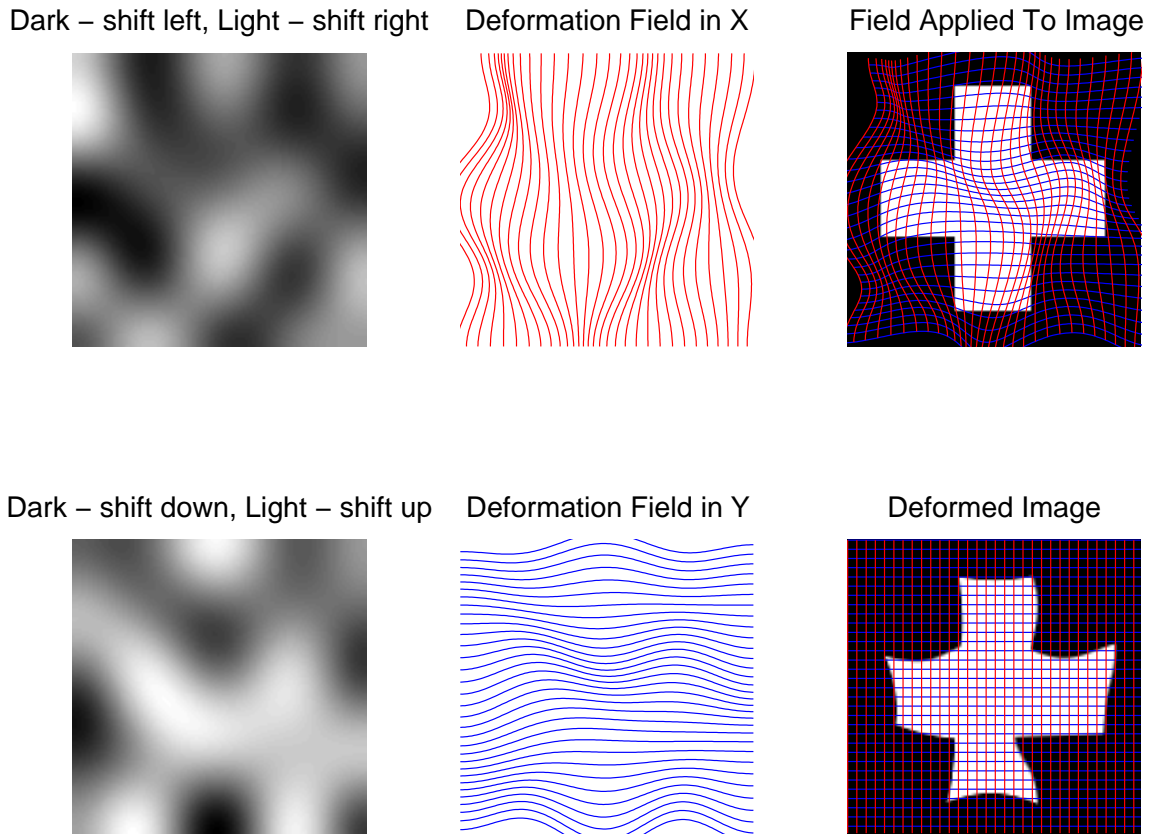 Dark – shift left, Light – shift right
Deformation Field in X
Field Applied To Image
Dark – shift down, Light – shift up
Deformation Field in Y
Deformed Image